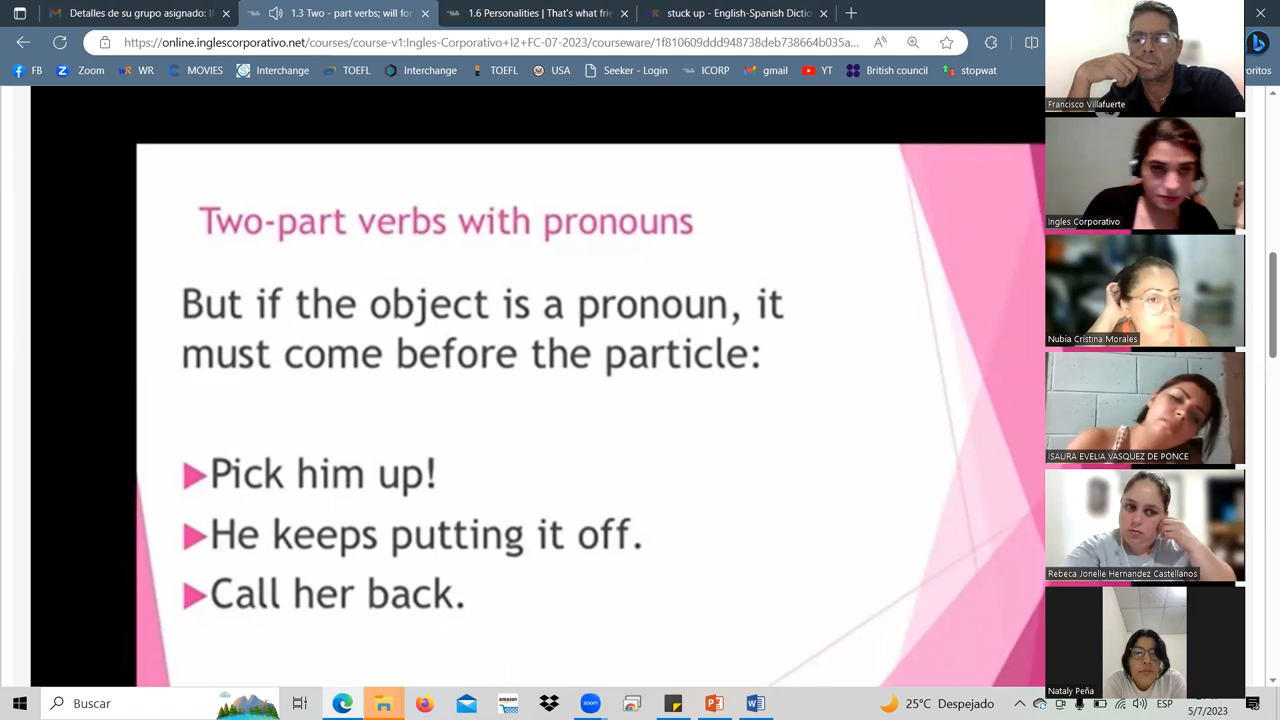 Detalles de su grupo asignado: I
1.3 Two - part verbs; will for
1.6 Personalities | That's what frie
stuck up - English-Spanish Dictio
https://online.inglescorporativo.net/courses/course-v1:Ingles-Corporativo+I2+FC-07-2023/courseware/1f810609ddd948738deb738664b035a...
FB
Zoom
WR
MOVIES
Interchange
TOEFL
Interchange
TOEFL
USA
Seeker - Login
ICORP
gmail
YT
British council
stopwat
oritos
Two-part verbs with pronouns
But if the object is a pronoun, it
must come before the particle:
Pick him up!
He keeps putting it off.
Call her back.
Francisco Villafuerte
Ingles Corporativo
Nubia Cristina Morales
ISAURA EVELIA VASQUEZ DE PONCE
Rebeca Jonelle Hernandez Castellanos
Nataly Peña
Buscar
amazon
zoom
25°C Despejado
ESP
5/7/2023